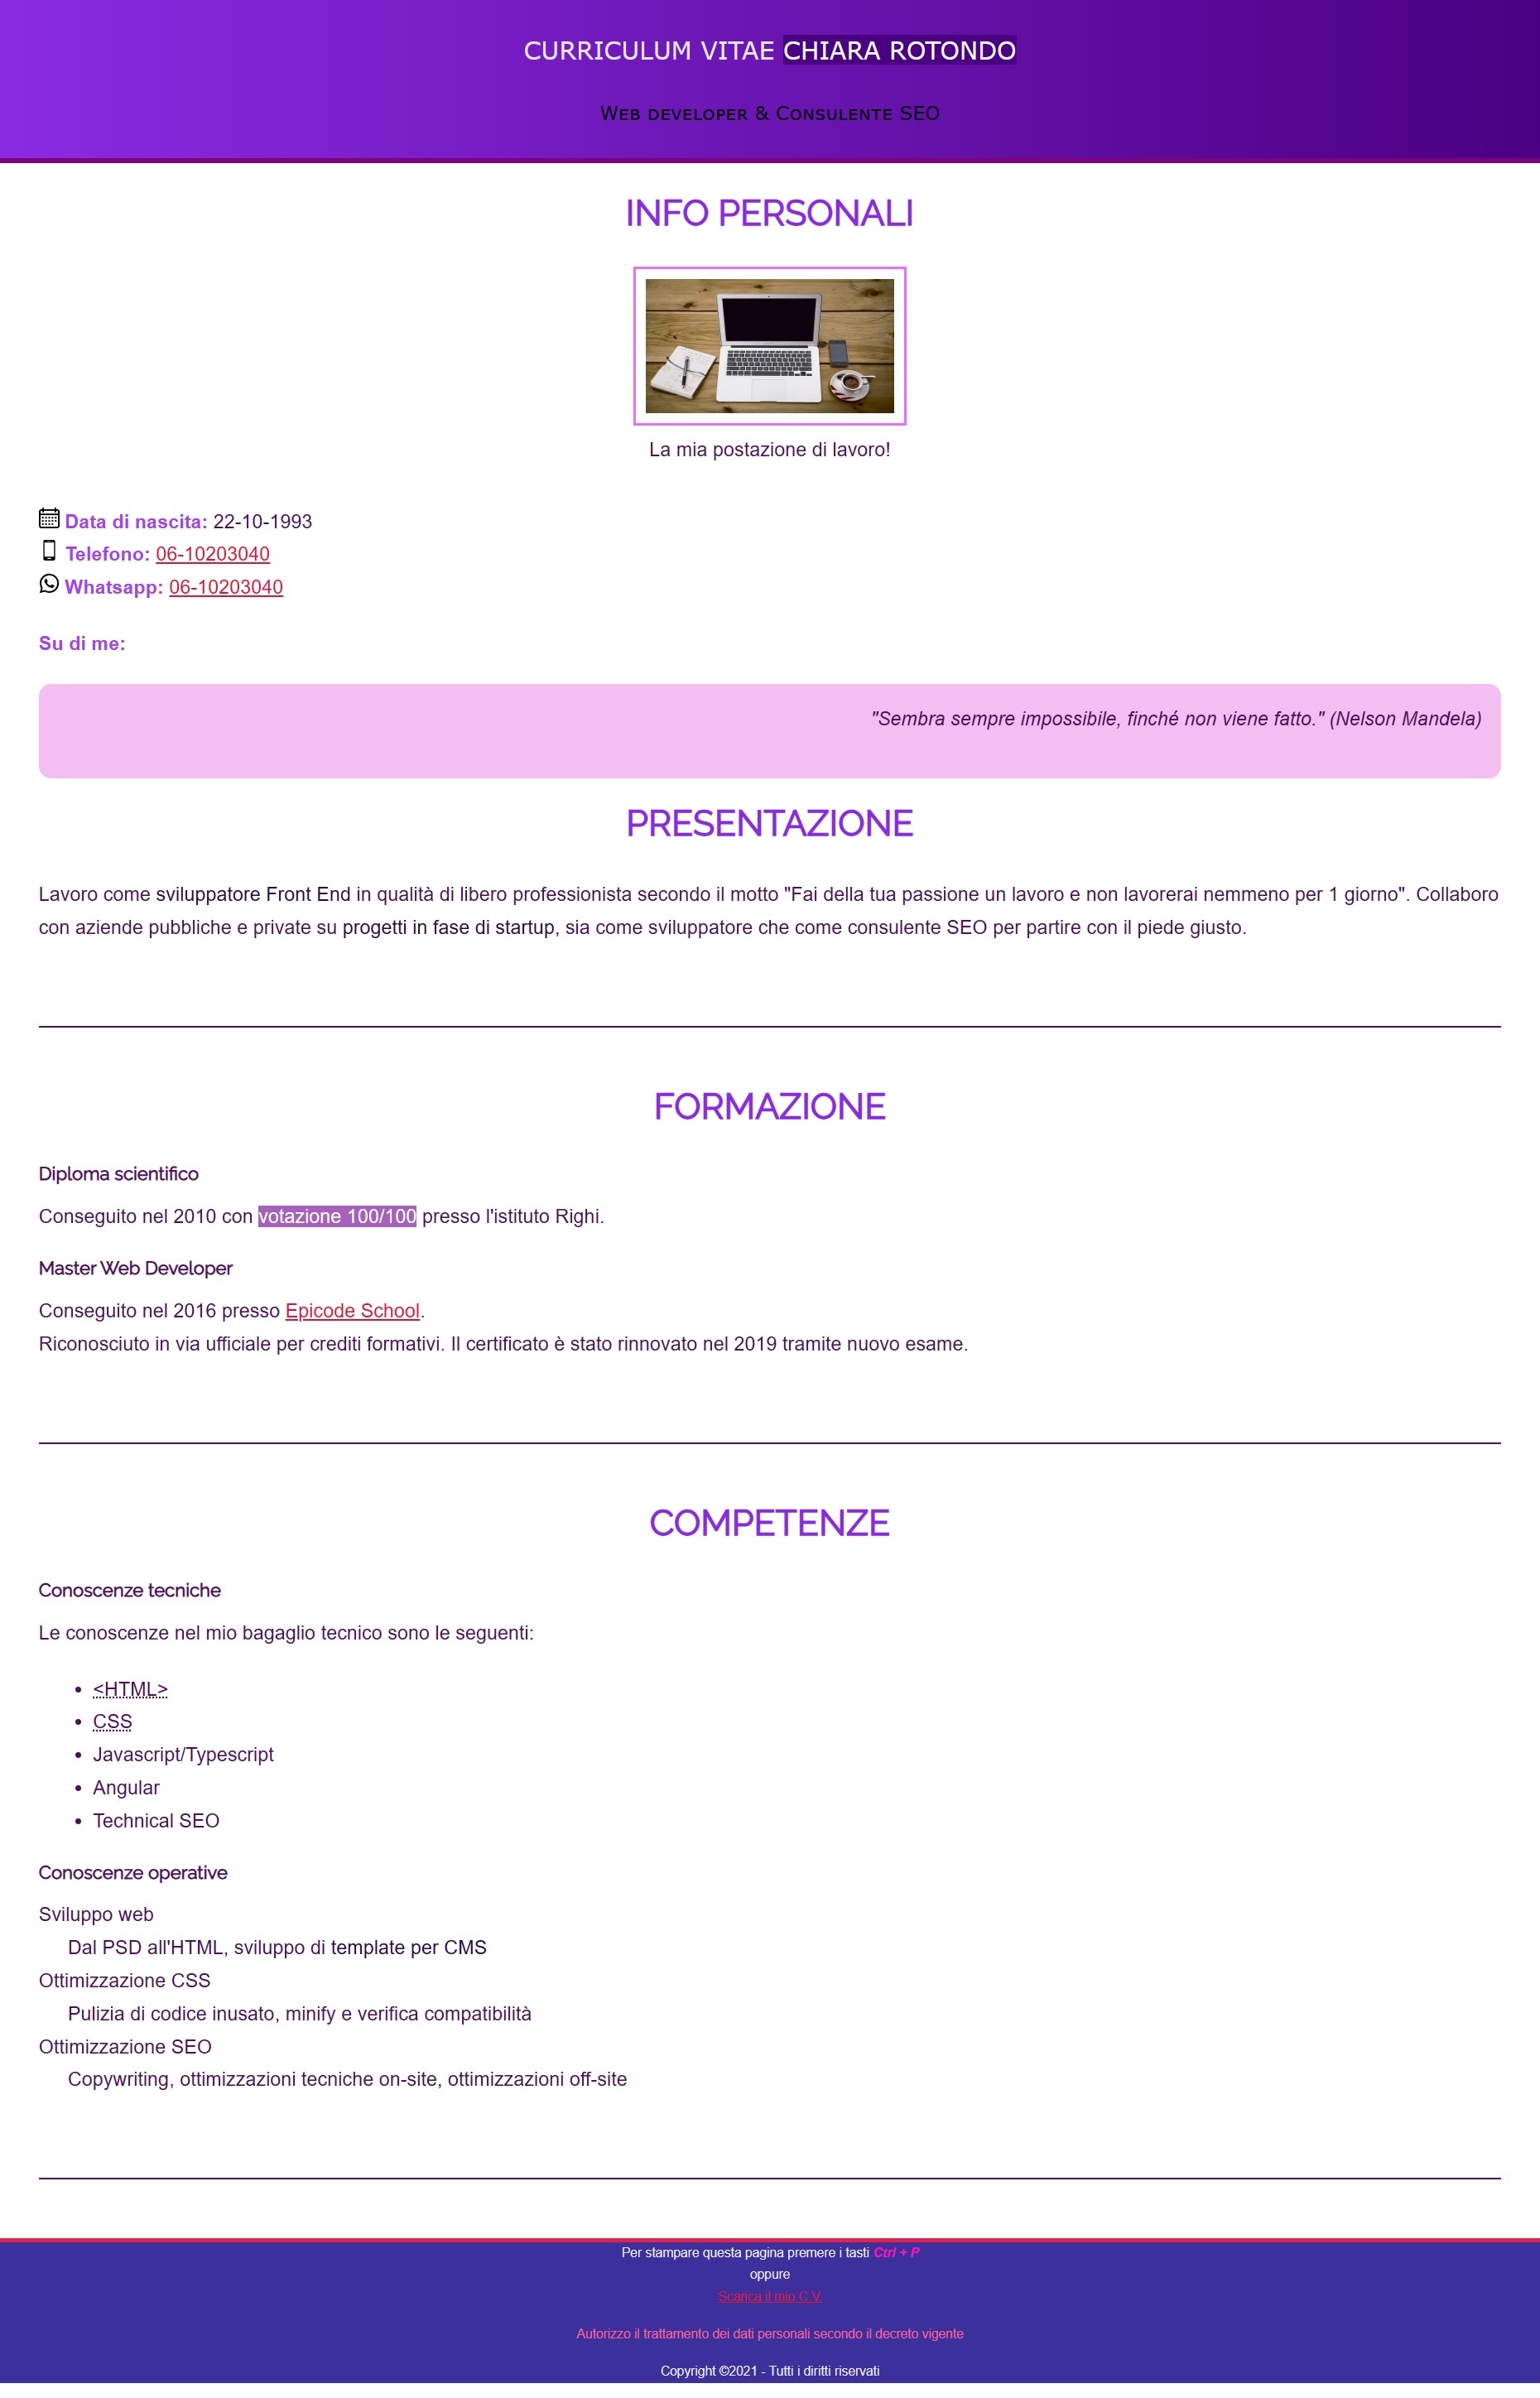 CURRICULUM VITAE CHIARA ROTONDO
Web developer & Consulente SEO
INFO PERSONALI
La mia postazione di lavoro!
Data di nascita: 22-10-1993
Telefono: 06-10203040
Whatsapp: 06-10203040
Su di me:
"Sembra sempre impossibile, finché non viene fatto." (Nelson Mandela)
PRESENTAZIONE
Lavoro come sviluppatore Front End in qualità di libero professionista secondo il motto "Fai della tua passione un lavoro e non lavorerai nemmeno per 1 giorno". Collaboro
con aziende pubbliche e private su progetti in fase di startup, sia come sviluppatore che come consulente SEO per partire con il piede giusto.
FORMAZIONE
Diploma scientifico
Conseguito nel 2010 con votazione 100/100 presso l'istituto Righi.
Master Web Developer
Conseguito nel 2016 presso Epicode School.
Riconosciuto in via ufficiale per crediti formativi. Il certificato è stato rinnovato nel 2019 tramite nuovo esame.
COMPETENZE
Conoscenze tecniche
Le conoscenze nel mio bagaglio tecnico sono le seguenti:
• <HTML>
• CSS
• Javascript/Typescript
• Angular
• Technical SEO
Conoscenze operative
Sviluppo web
Dal PSD all'HTML, sviluppo di template per CMS
Ottimizzazione CSS
Pulizia di codice inusato, minify e verifica compatibilità
Ottimizzazione SEO
Copywriting, ottimizzazioni tecniche on-site, ottimizzazioni off-site
Per stampare questa pagina premere i tasti Ctrl + P
oppure
Scarica il mio C.V.
Autorizzo il trattamento dei dati personali secondo il decreto vigente
Copyright ©2021 - Tutti i diritti riservati